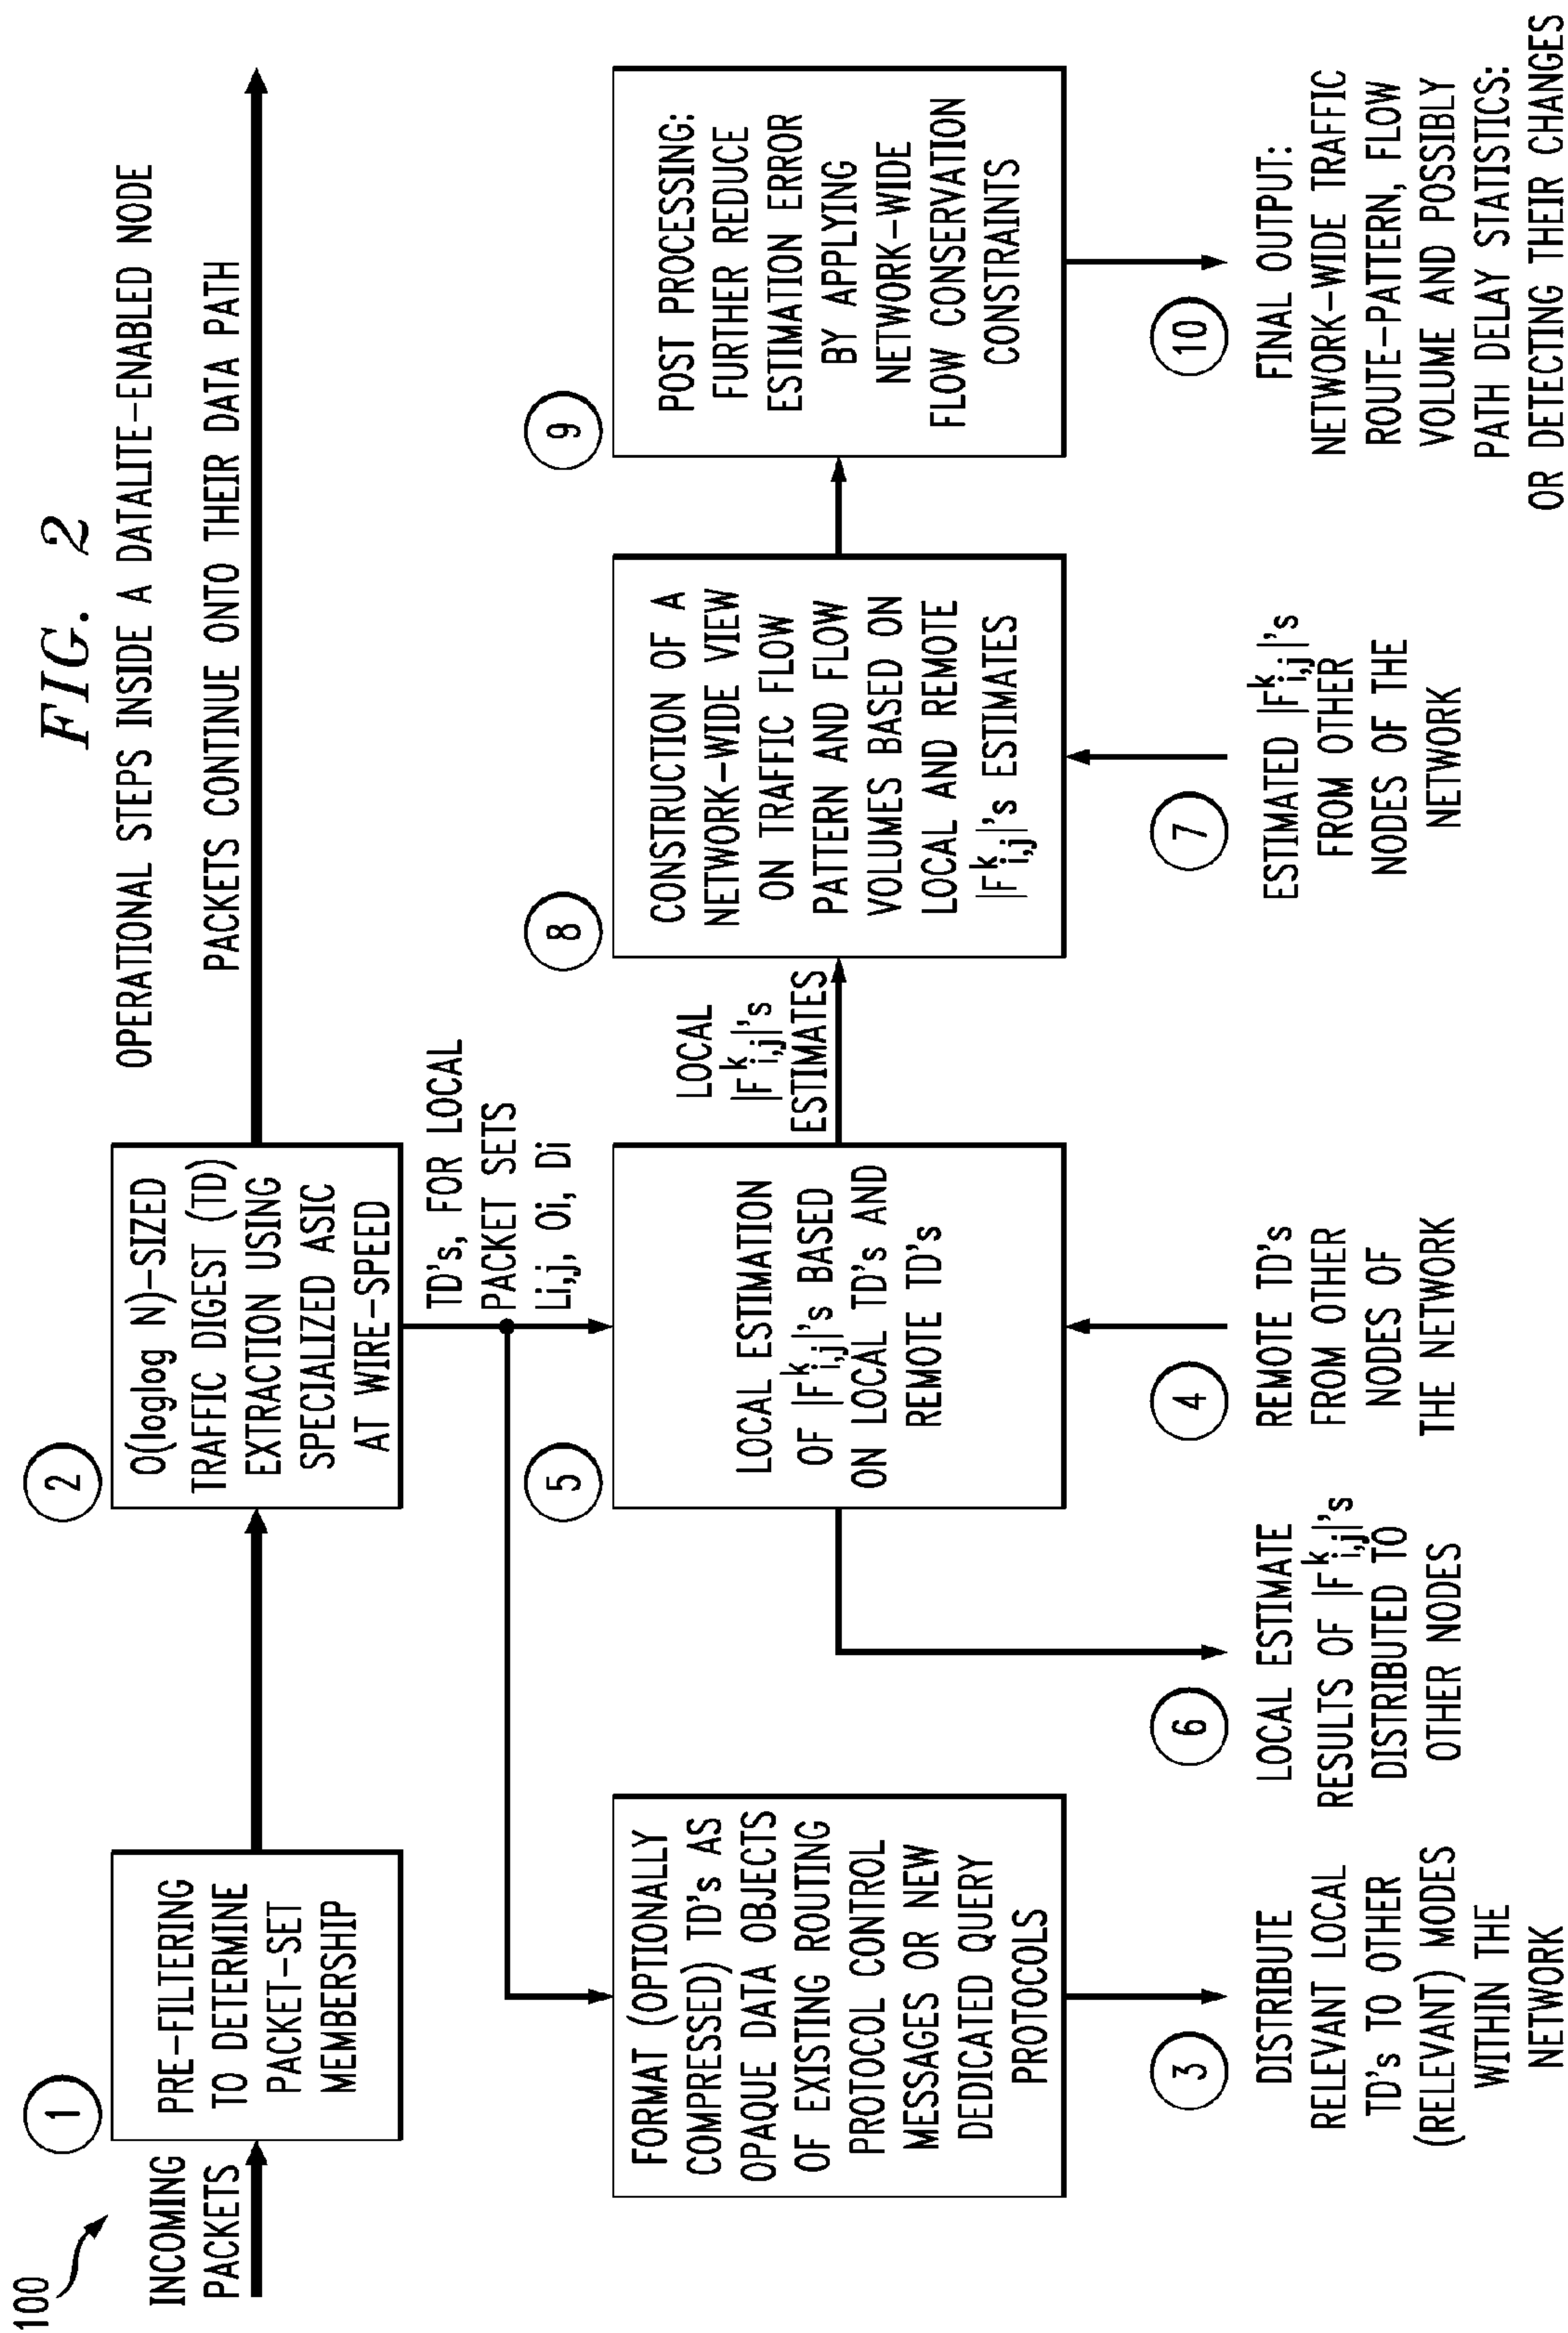 FIG. 2
OPERATIONAL STEPS INSIDE A DATALITE-ENABLED NODE
100
INCOMING
PACKETS
1
PRE-FILTERING
TO DETERMINE
PACKET-SET
MEMBERSHIP
2
O(loglog N)-SIZED
TRAFFIC DIGEST (TD)
EXTRACTION USING
SPECIALIZED ASIC
AT WIRE-SPEED
PACKETS CONTINUE ONTO THEIR DATA PATH
TD's, FOR LOCAL
PACKET SETS
Li,j, Oi, Di
FORMAT (OPTIONALLY
COMPRESSED) TD's AS
OPAQUE DATA OBJECTS
OF EXISTING ROUTING
PROTOCOL CONTROL
MESSAGES OR NEW
DEDICATED QUERY
PROTOCOLS
5
LOCAL ESTIMATION
OF |F^k_i,j|'s BASED
ON LOCAL TD's AND
REMOTE TD's
LOCAL
|F^k_i,j|'s
ESTIMATES
8
CONSTRUCTION OF A
NETWORK-WIDE VIEW
ON TRAFFIC FLOW
PATTERN AND FLOW
VOLUMES BASED ON
LOCAL AND REMOTE
|F^k_i,j|'s ESTIMATES
9
POST PROCESSING:
FURTHER REDUCE
ESTIMATION ERROR
BY APPLYING
NETWORK-WIDE
FLOW CONSERVATION
CONSTRAINTS
3
DISTRIBUTE
RELEVANT LOCAL
TD's TO OTHER
(RELEVANT) MODES
WITHIN THE
NETWORK
6
LOCAL ESTIMATE
RESULTS OF |F^k_i,j|'s
DISTRIBUTED TO
OTHER NODES
4
REMOTE TD's
FROM OTHER
NODES OF
THE NETWORK
7
ESTIMATED |F^k_i,j|'s
FROM OTHER
NODES OF THE
NETWORK
10
FINAL OUTPUT:
NETWORK-WIDE TRAFFIC
ROUTE-PATTERN, FLOW
VOLUME AND POSSIBLY
PATH DELAY STATISTICS:
OR DETECTING THEIR CHANGES